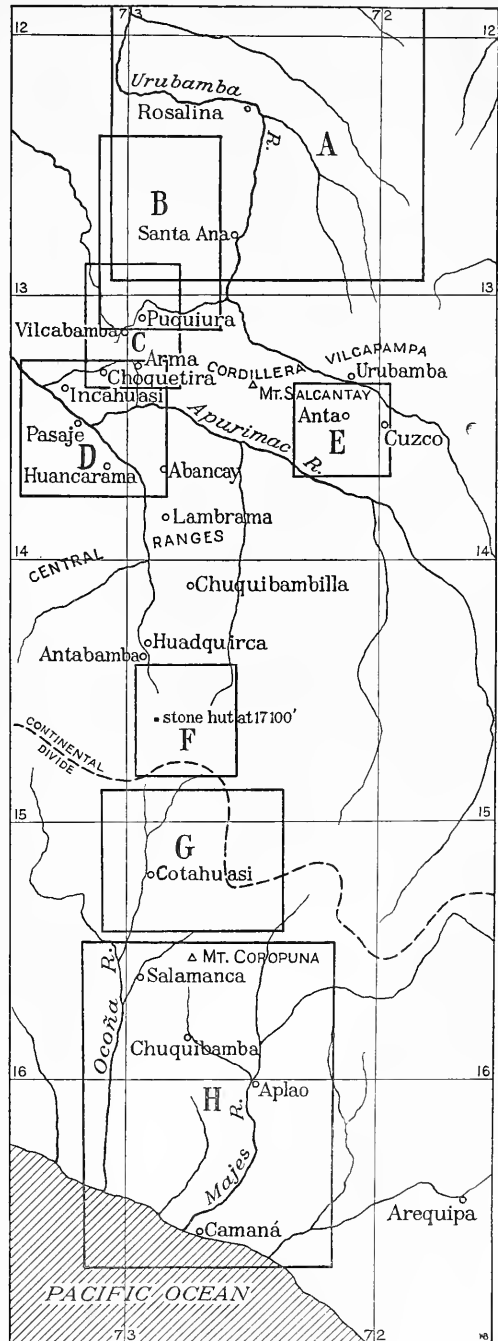 73
72
12
12
Urubamba
Rosalina
R.
A
B
Santa Ana
13
13
Puquiura
Vilcabamba
C
CORDILLERA VILCAPAMPA
Arma
Choquetira
Urubamba
Mt. SALCANTAY
Incahuasi
Anta
Pasaje
Apurimac R.
E
Cuzco
D
Huancarama
Abancay
Lambrama
CENTRAL RANGES
14
14
Chuquibambilla
Huadquirca
Antabamba
stone hut at 17100'
F
CONTINENTAL
DIVIDE
15
15
G
Cotahuasi
Mt. COROPUNA
Salamanca
Ocoña R.
Chuquibamba
16
16
Aplao
H
Majes R.
Arequipa
Camaná
PACIFIC OCEAN
73
72